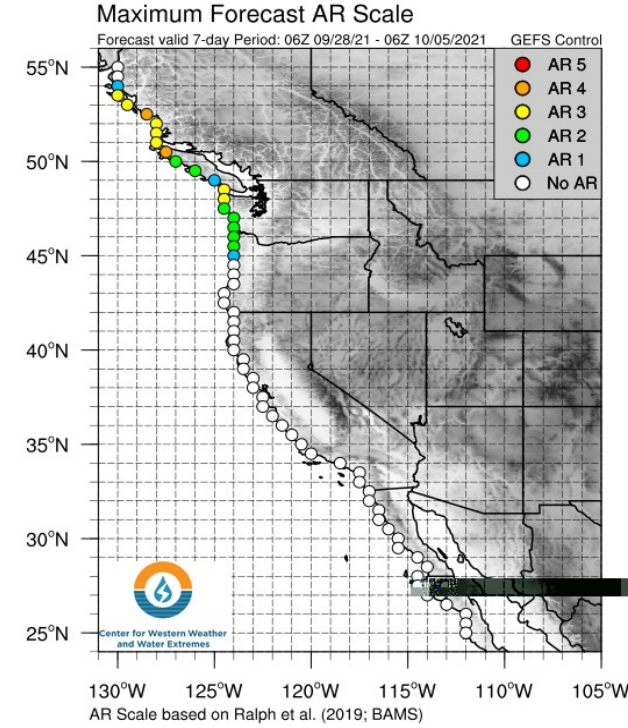 Maximum Forecast AR Scale
Forecast valid 7-day Period: 06Z 09/28/21 - 06Z 10/05/2021 GEFS Control
AR 5
AR 4
AR 3
AR 2
AR 1
No AR
55°N
50°N
45°N
40°N
35°N
30°N
25°N
Center for Western Weather
and Water Extremes
130°W 125°W 120°W 115°W 110°W 105°W
AR Scale based on Ralph et al. (2019; BAMS)